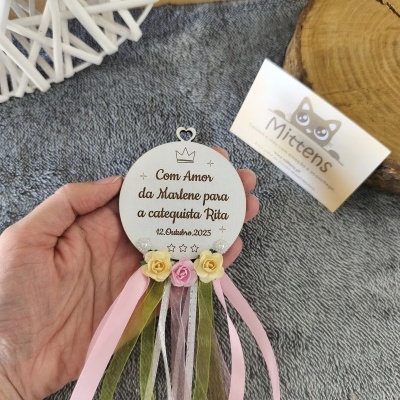 Com Amor
da Marlene para
a catequista Rita
12.Outubro.2025
Mittens